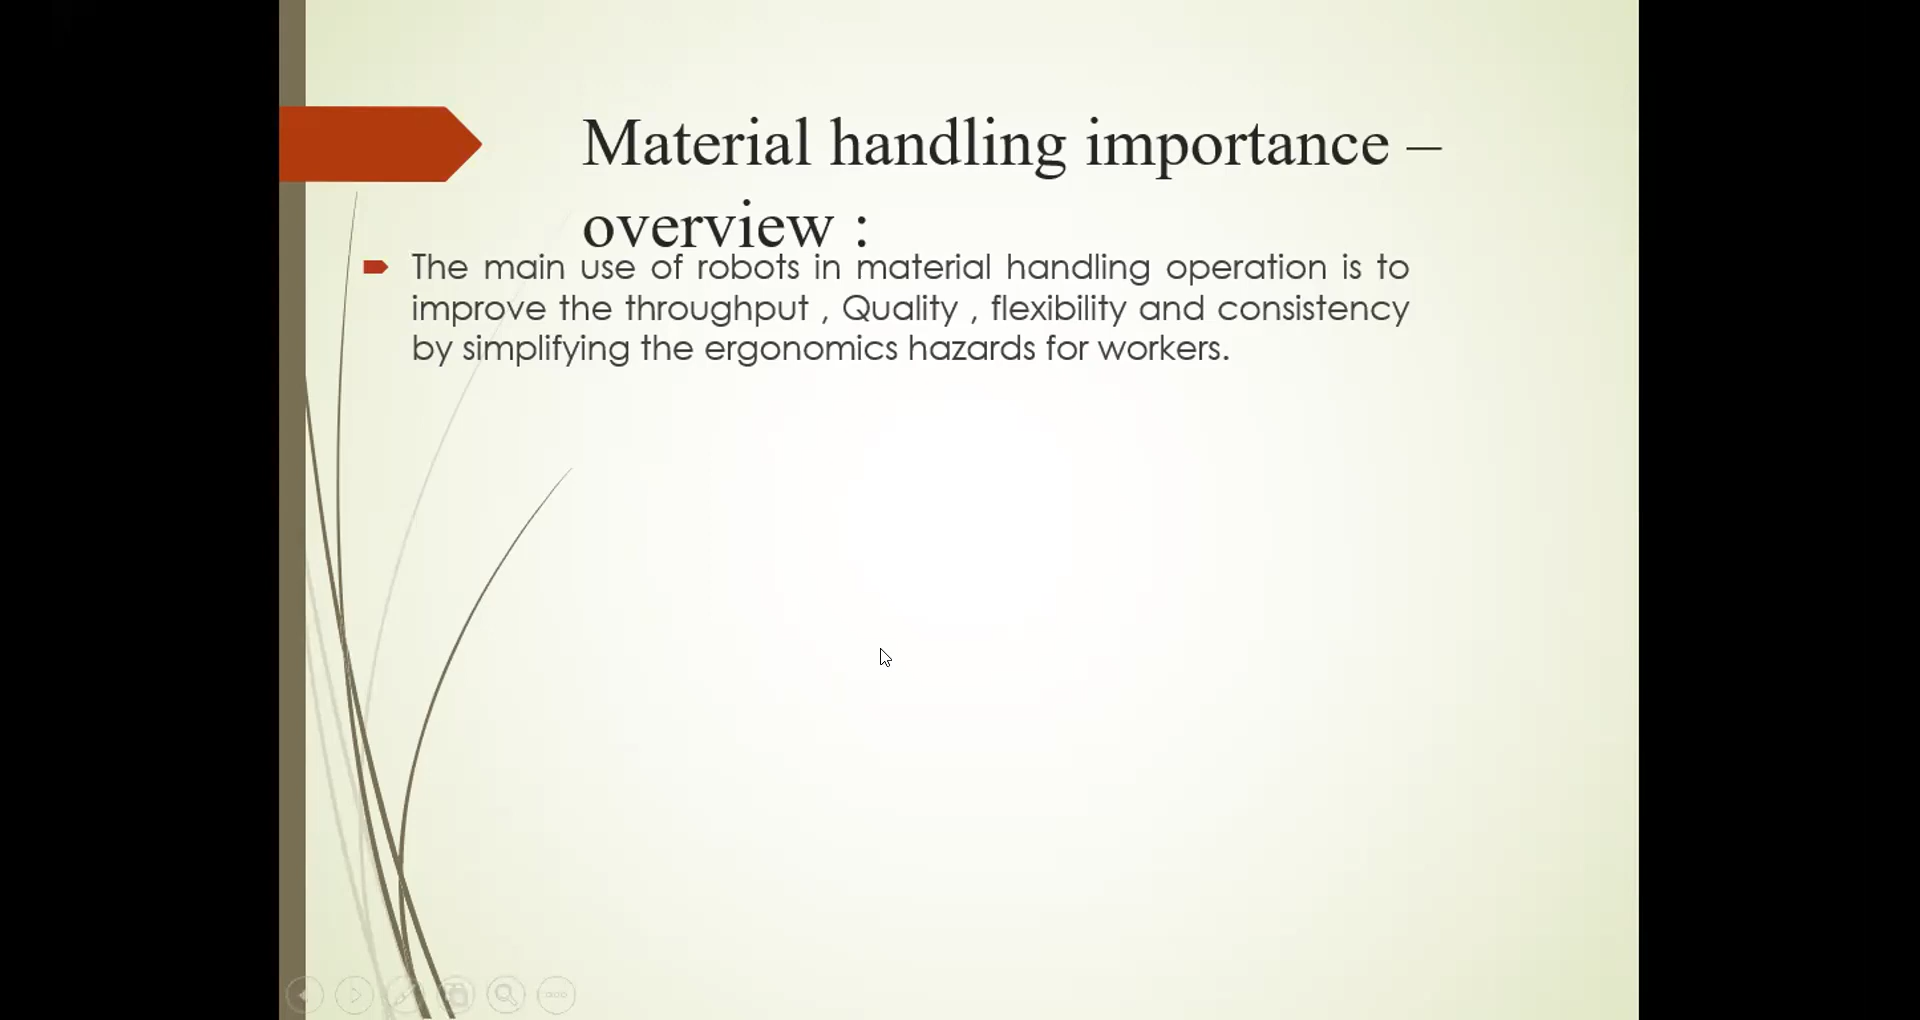 Material handling importance –
overview :
The main use of robots in material handling operation is to
improve the throughput , Quality , flexibility and consistency
by simplifying the ergonomics hazards for workers.